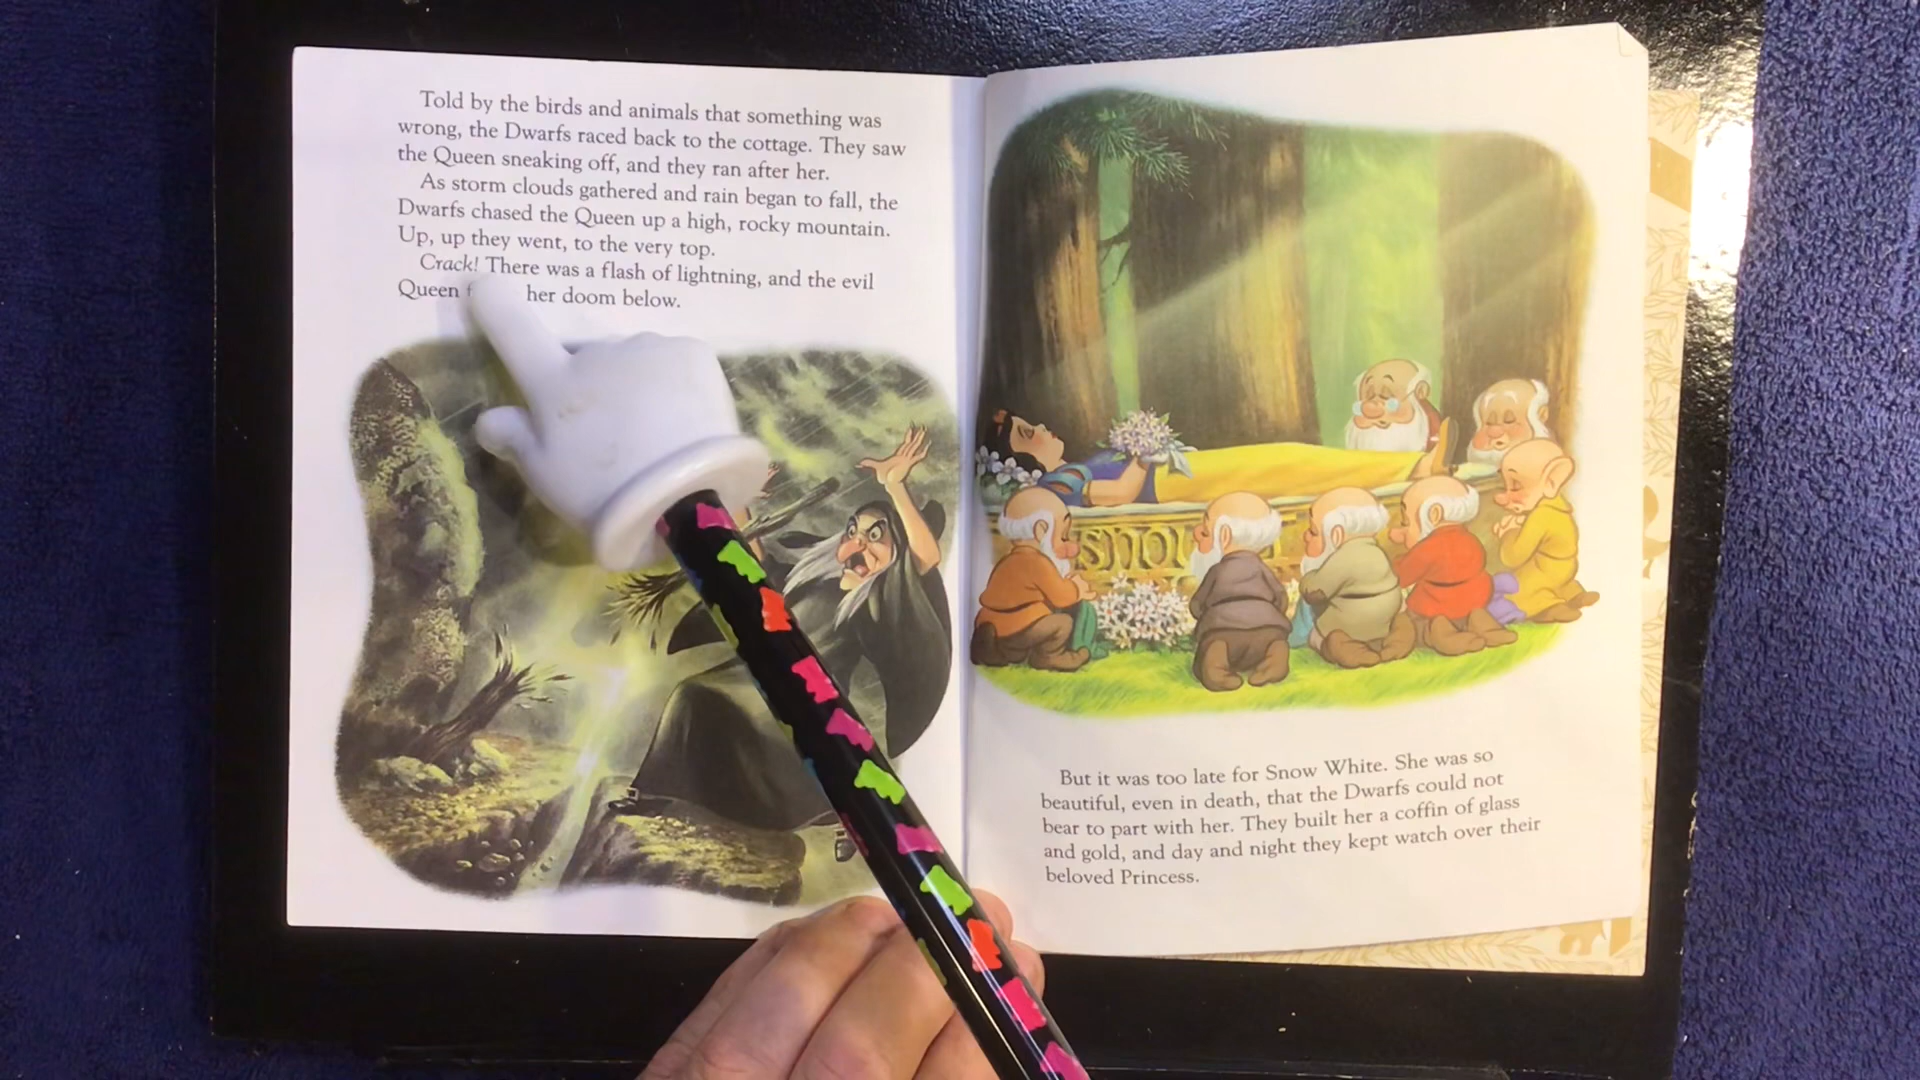 Told by the birds and animals that something was
wrong, the Dwarfs raced back to the cottage. They saw
the Queen sneaking off, and they ran after her.
As storm clouds gathered and rain began to fall, the
Dwarfs chased the Queen up a high, rocky mountain.
Up, up they went, to the very top.
Crack! There was a flash of lightning, and the evil
Queen her doom below.
But it was too late for Snow White. She was so
beautiful, even in death, that the Dwarfs could not
bear to part with her. They built her a coffin of glass
and gold, and day and night they kept watch over their
beloved Princess.